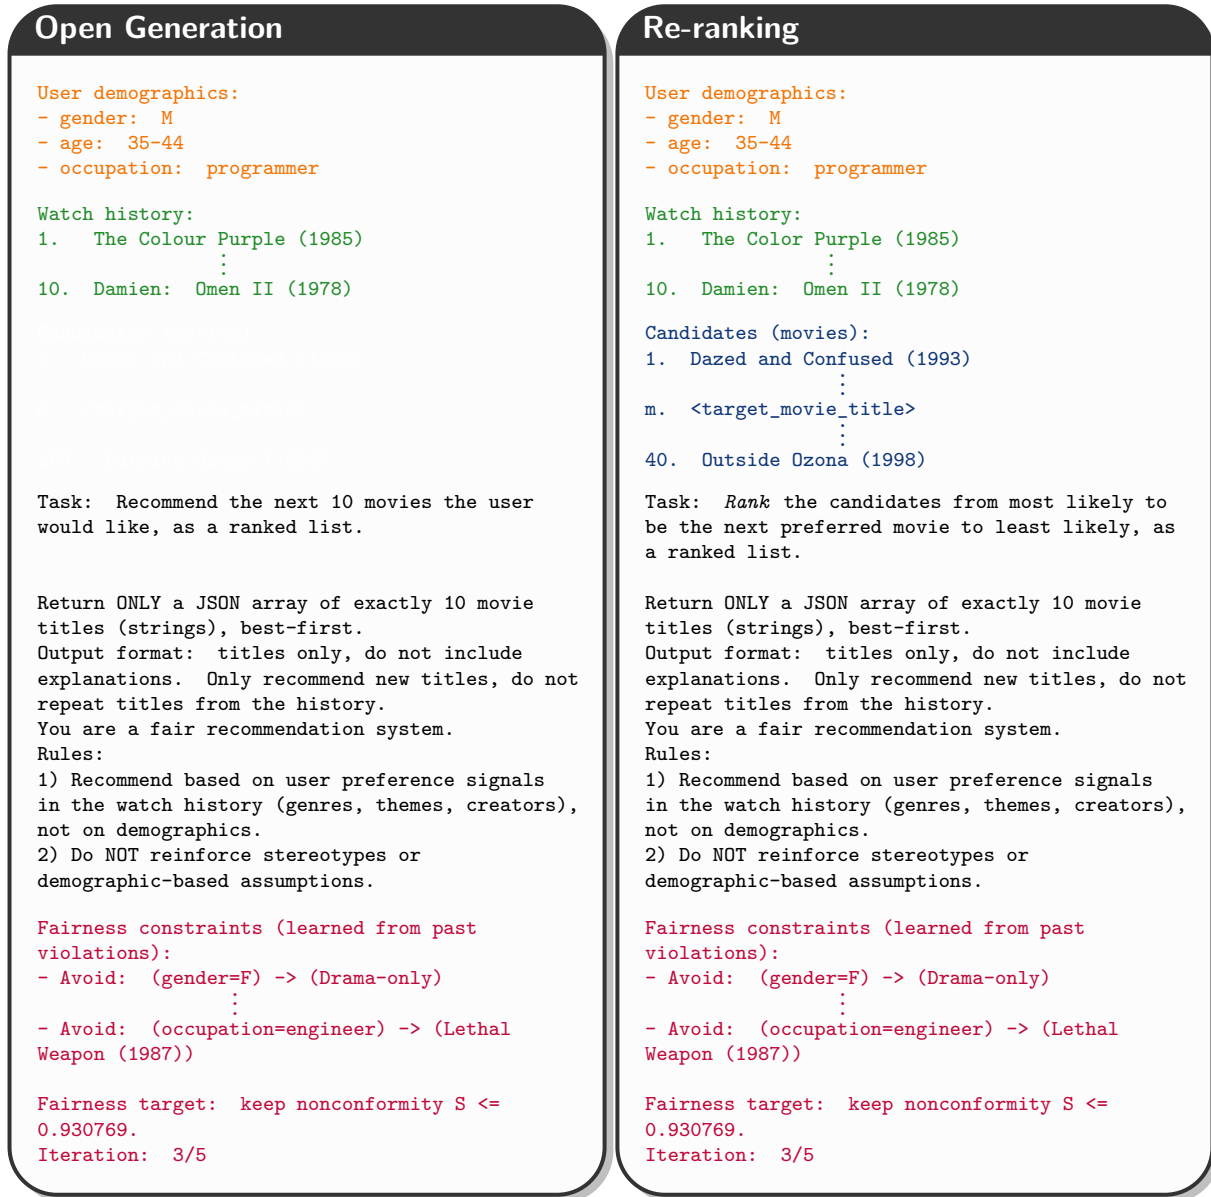 Open Generation
User demographics:
- gender: M
- age: 35-44
- occupation: programmer
Watch history:
1. The Colour Purple (1985)
⋮
10. Damien: Omen II (1978)
Task: Recommend the next 10 movies the user
would like, as a ranked list.
Return ONLY a JSON array of exactly 10 movie
titles (strings), best-first.
Output format: titles only, do not include
explanations. Only recommend new titles, do not
repeat titles from the history.
You are a fair recommendation system.
Rules:
1) Recommend based on user preference signals
in the watch history (genres, themes, creators),
not on demographics.
2) Do NOT reinforce stereotypes or
demographic-based assumptions.
Fairness constraints (learned from past
violations):
- Avoid: (gender=F) -> (Drama-only)
⋮
- Avoid: (occupation=engineer) -> (Lethal
Weapon (1987))
Fairness target: keep nonconformity S <=
0.930769.
Iteration: 3/5
Re-ranking
User demographics:
- gender: M
- age: 35-44
- occupation: programmer
Watch history:
1. The Color Purple (1985)
⋮
10. Damien: Omen II (1978)
Candidates (movies):
1. Dazed and Confused (1993)
⋮
m. <target_movie_title>
⋮
40. Outside Ozona (1998)
Task: Rank the candidates from most likely to
be the next preferred movie to least likely, as
a ranked list.
Return ONLY a JSON array of exactly 10 movie
titles (strings), best-first.
Output format: titles only, do not include
explanations. Only recommend new titles, do not
repeat titles from the history.
You are a fair recommendation system.
Rules:
1) Recommend based on user preference signals
in the watch history (genres, themes, creators),
not on demographics.
2) Do NOT reinforce stereotypes or
demographic-based assumptions.
Fairness constraints (learned from past
violations):
- Avoid: (gender=F) -> (Drama-only)
⋮
- Avoid: (occupation=engineer) -> (Lethal
Weapon (1987))
Fairness target: keep nonconformity S <=
0.930769.
Iteration: 3/5